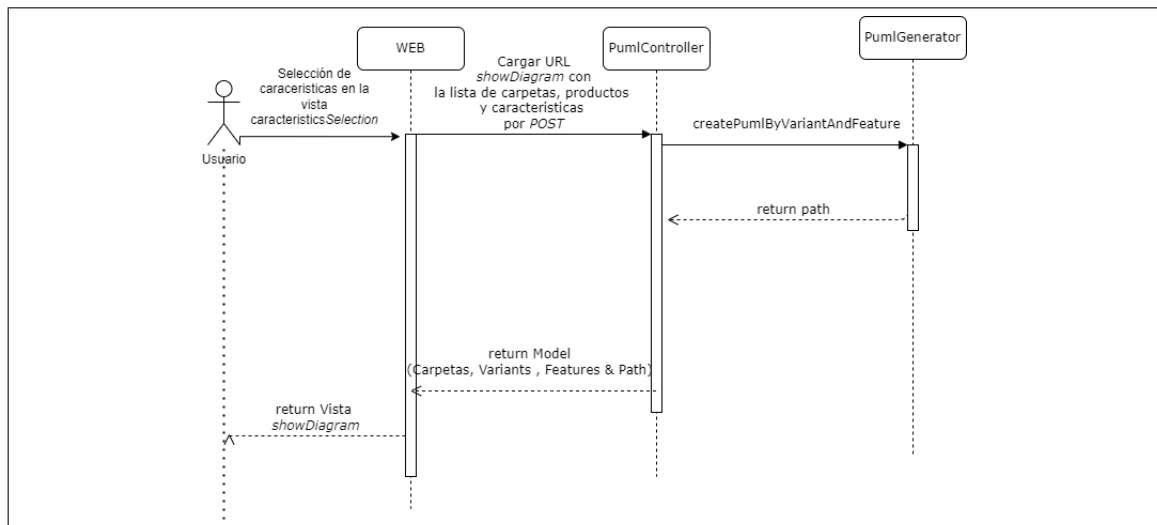 WEB
PumlController
PumlGenerator
Selección de
caraceristicas en la
vista
caracteristicsSelection
Usuario
Cargar URL
showDiagram con
la lista de carpetas, productos
y caracteristicas
por POST
createPumlByVariantAndFeature
return path
return Model
(Carpetas, Variants , Features & Path)
return Vista
showDiagram